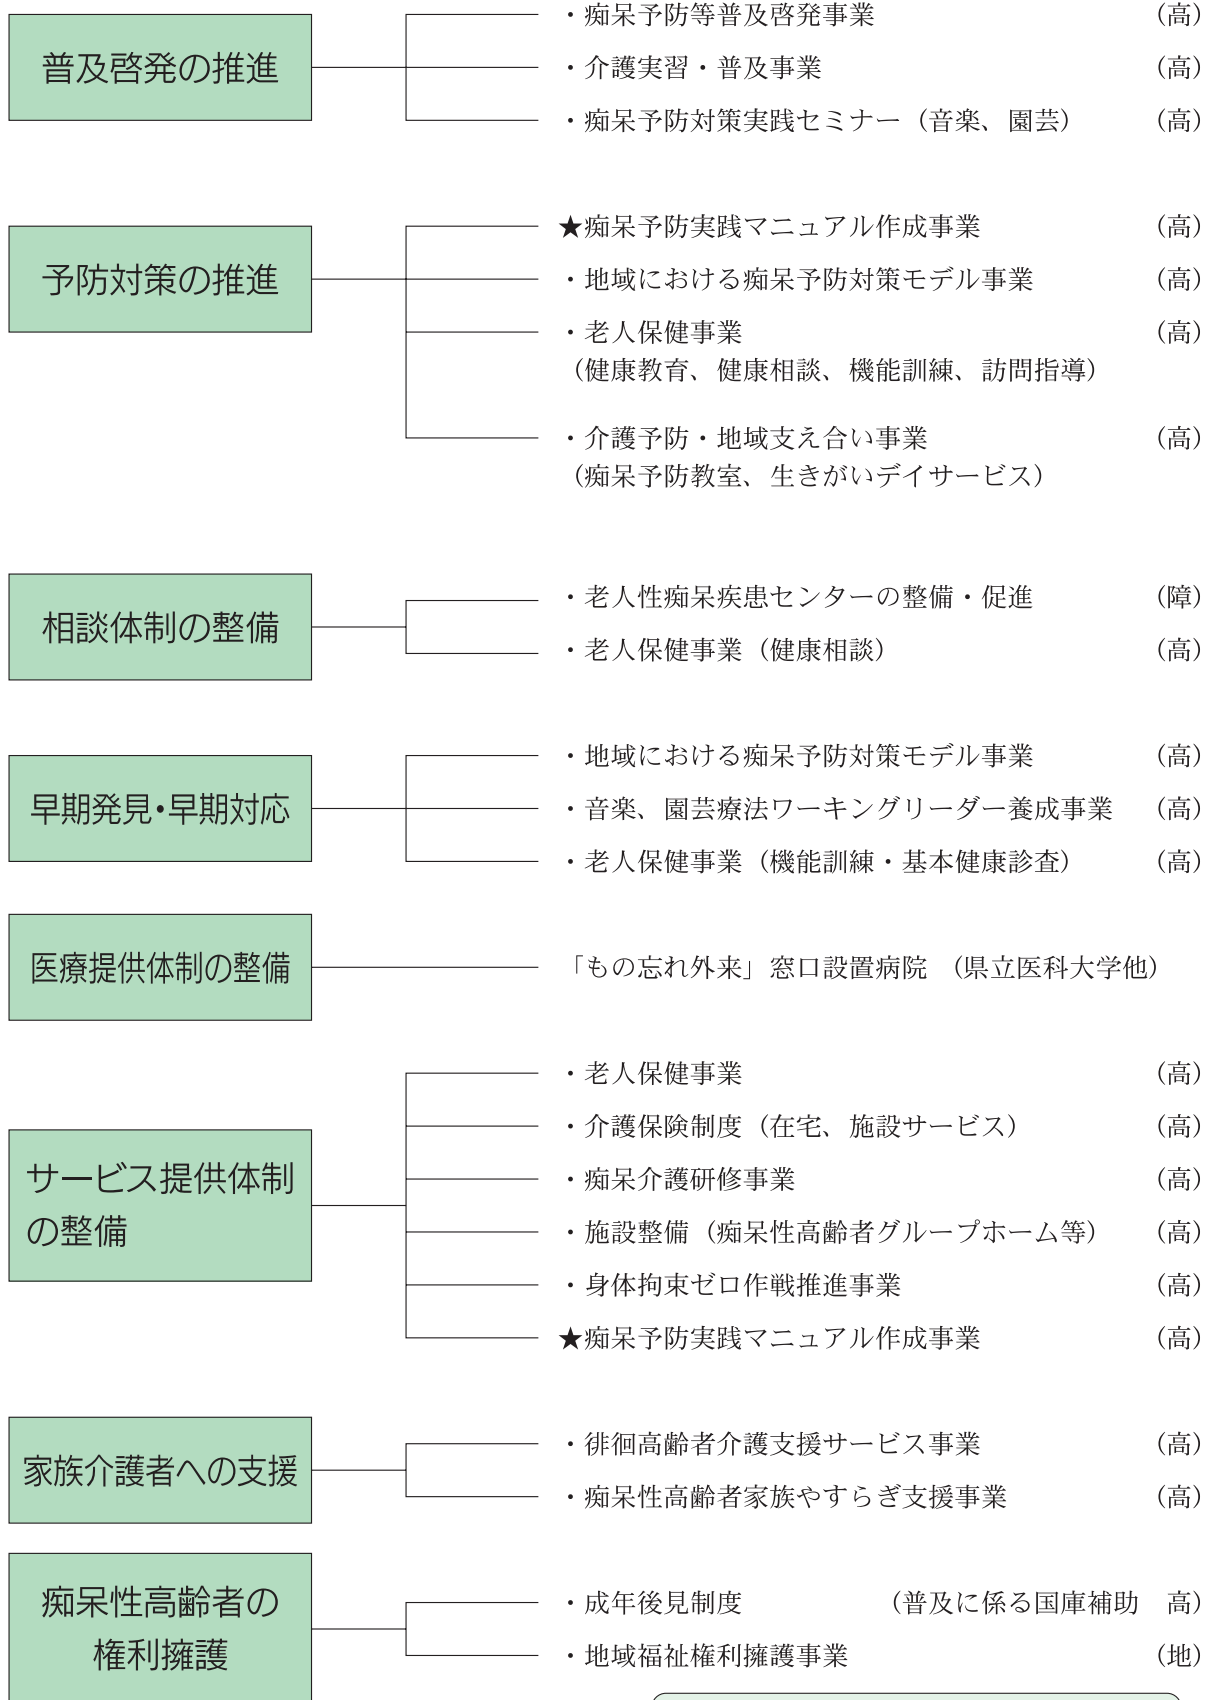 普及啓発の推進
・痴呆予防等普及啓発事業 （高）
・介護実習・普及事業 （高）
・痴呆予防対策実践セミナー（音楽、園芸） （高）
予防対策の推進
★痴呆予防実践マニュアル作成事業 （高）
・地域における痴呆予防対策モデル事業 （高）
・老人保健事業 （高）
（健康教育、健康相談、機能訓練、訪問指導）
・介護予防・地域支え合い事業 （高）
（痴呆予防教室、生きがいデイサービス）
相談体制の整備
・老人性痴呆疾患センターの整備・促進 （障）
・老人保健事業（健康相談） （高）
早期発見・早期対応
・地域における痴呆予防対策モデル事業 （高）
・音楽、園芸療法ワーキングリーダー養成事業 （高）
・老人保健事業（機能訓練・基本健康診査） （高）
医療提供体制の整備
「もの忘れ外来」窓口設置病院 （県立医科大学他）
サービス提供体制
の整備
・老人保健事業 （高）
・介護保険制度（在宅、施設サービス） （高）
・痴呆介護研修事業 （高）
・施設整備（痴呆性高齢者グループホーム等） （高）
・身体拘束ゼロ作戦推進事業 （高）
★痴呆予防実践マニュアル作成事業 （高）
家族介護者への支援
・徘徊高齢者介護支援サービス事業 （高）
・痴呆性高齢者家族やすらぎ支援事業 （高）
痴呆性高齢者の
権利擁護
・成年後見制度 （普及に係る国庫補助 高）
・地域福祉権利擁護事業 （地）